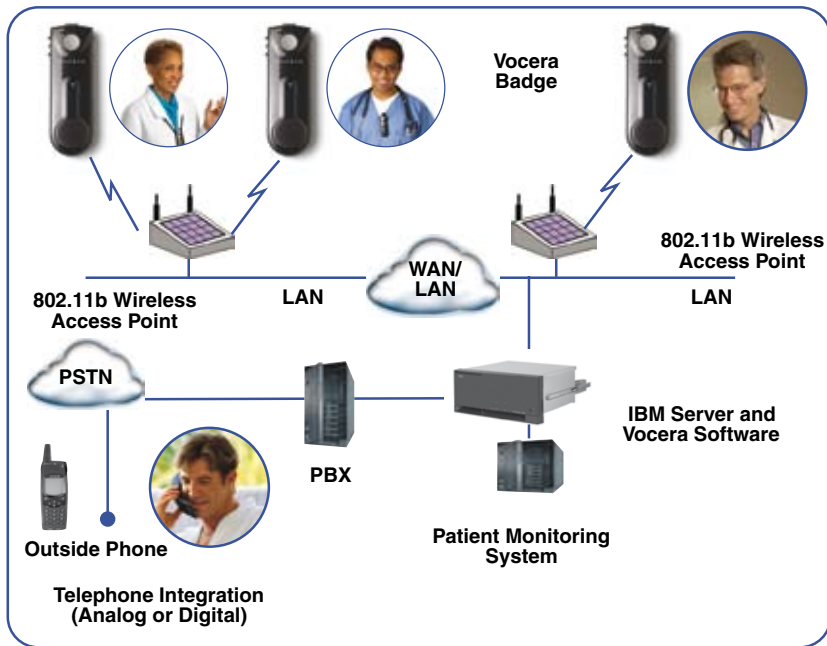 Vocera
Badge
802.11b Wireless
Access Point
WAN/
LAN
802.11b Wireless
Access Point
LAN
LAN
PSTN
IBM Server and
Vocera Software
PBX
Outside Phone
Patient Monitoring
System
Telephone Integration
(Analog or Digital)